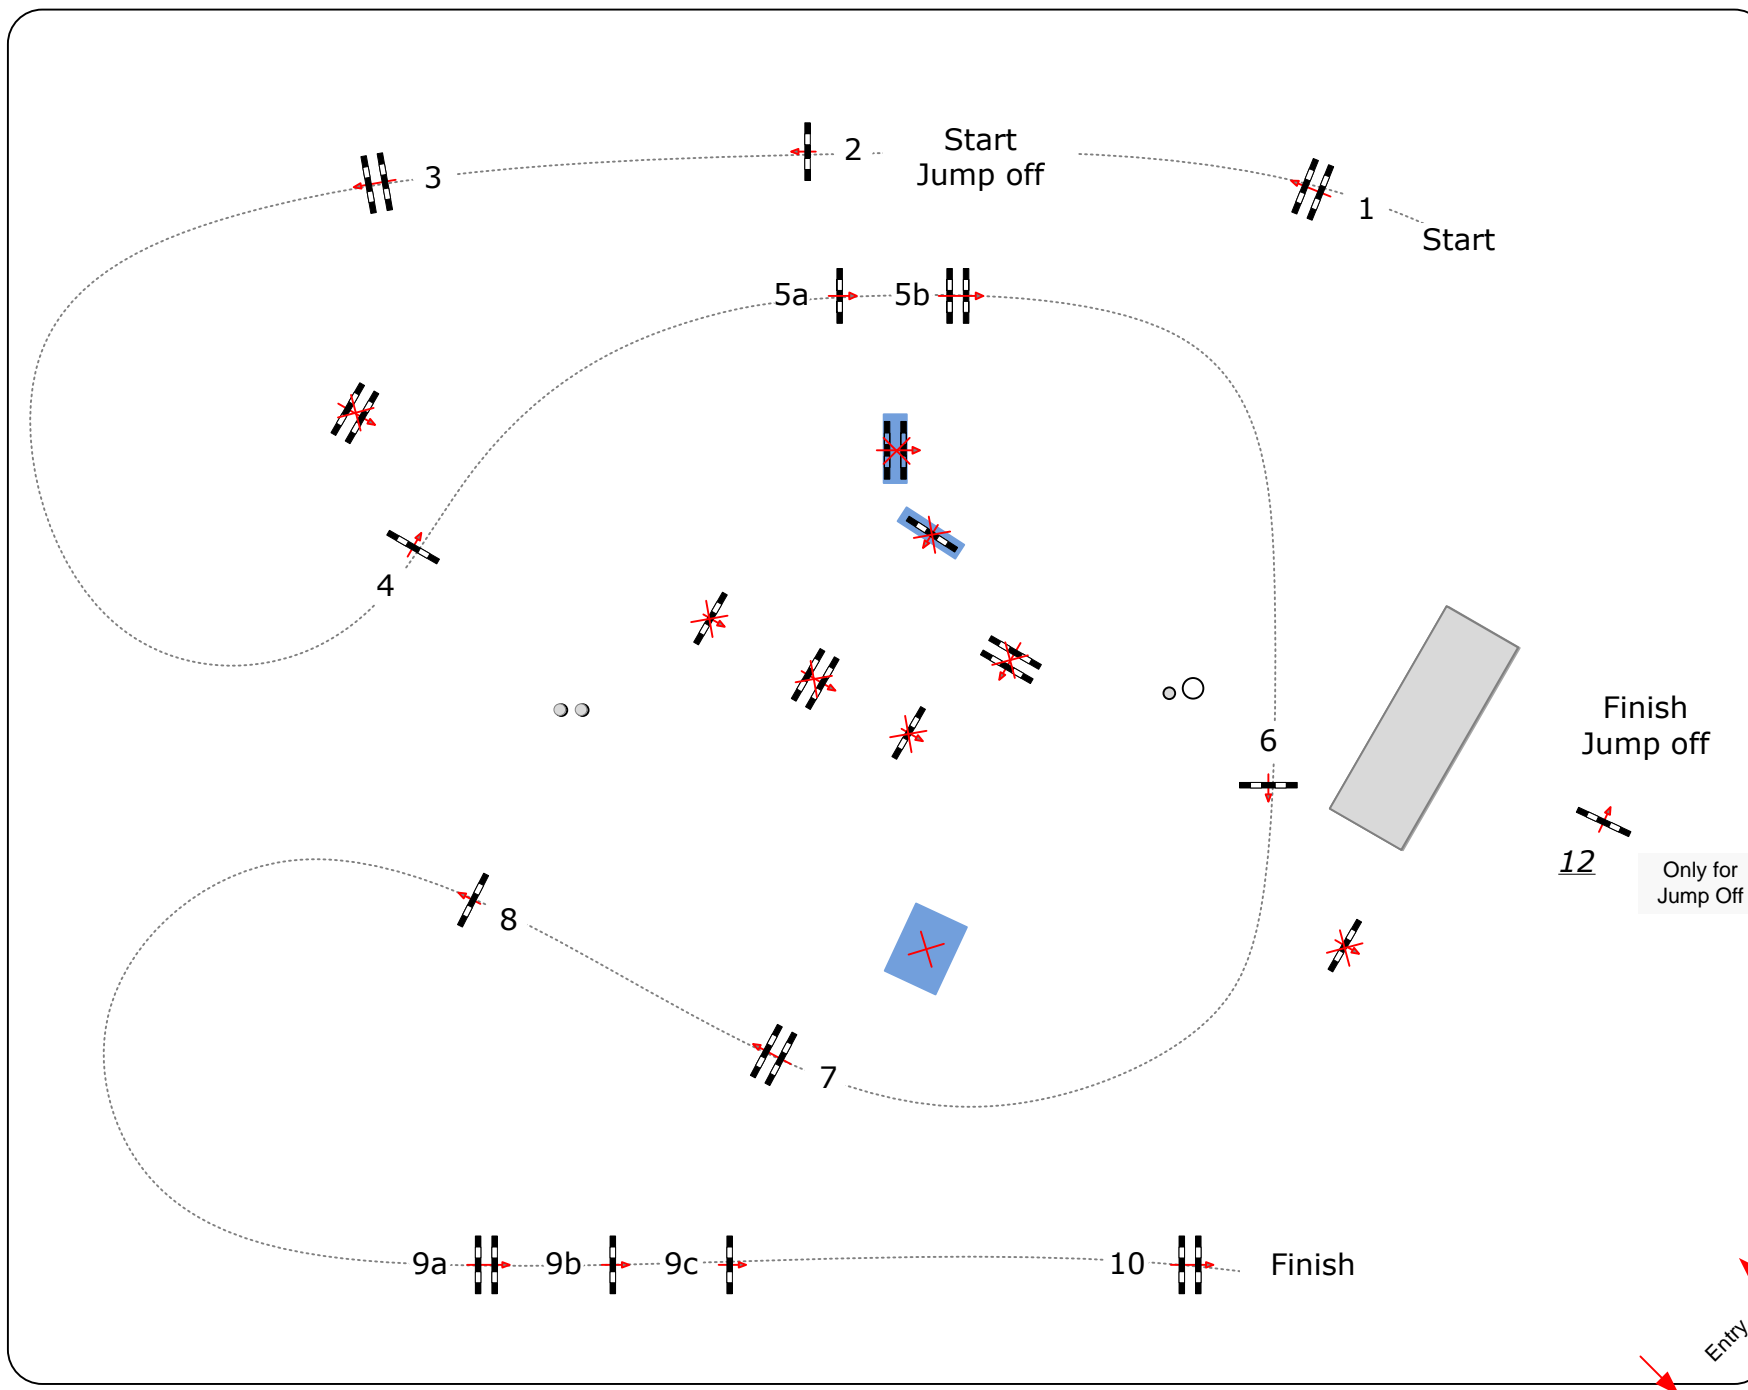 Start
Jump off
2
3
1
Start
5a
5b
4
6
Finish
Jump off
12
Only for
Jump Off
8
7
9a
9b
9c
10
Finish
Entry